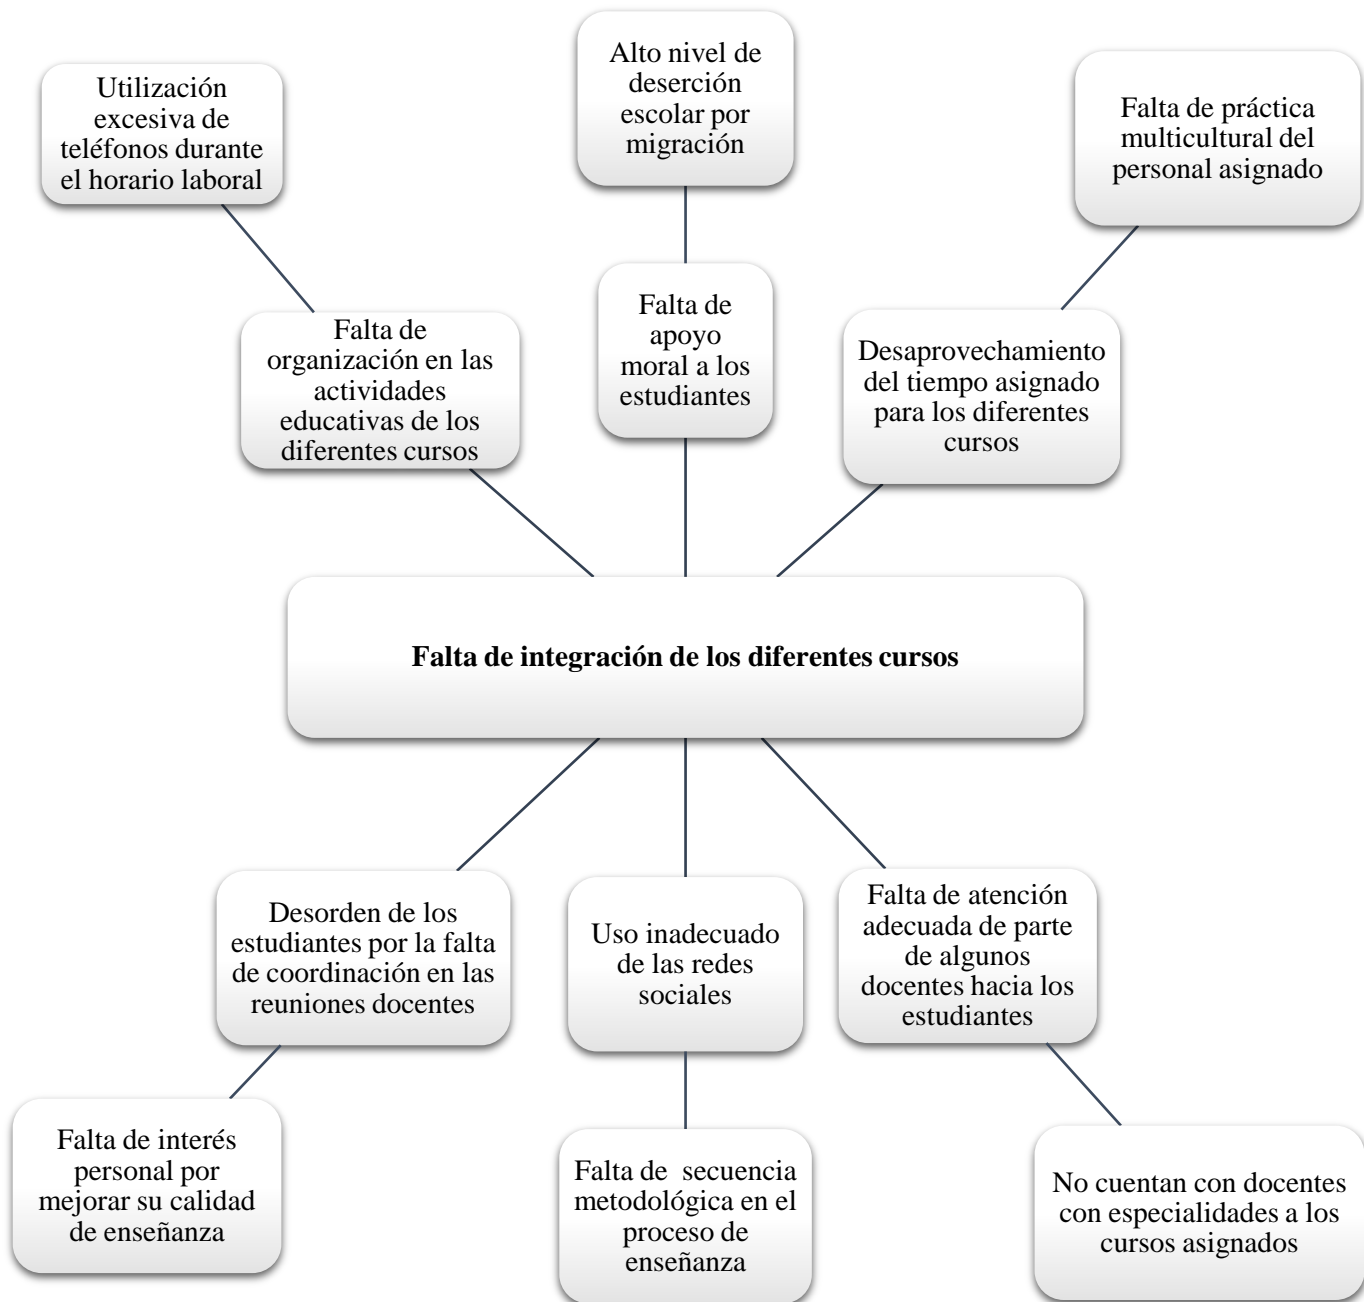 Alto nivel de
deserción
escolar por
migración
Utilización
excesiva de
teléfonos durante
el horario laboral
Falta de práctica
multicultural del
personal asignado
Falta de
organización en las
actividades
educativas de los
diferentes cursos
Falta de
apoyo
moral a los
estudiantes
Desaprovechamiento
del tiempo asignado
para los diferentes
cursos
Falta de integración de los diferentes cursos
Desorden de los
estudiantes por la falta
de coordinación en las
reuniones docentes
Uso inadecuado
de las redes
sociales
Falta de atención
adecuada de parte
de algunos
docentes hacia los
estudiantes
Falta de interés
personal por
mejorar su calidad
de enseñanza
Falta de  secuencia
metodológica en el
proceso de
enseñanza
No cuentan con docentes
con especialidades a los
cursos asignados